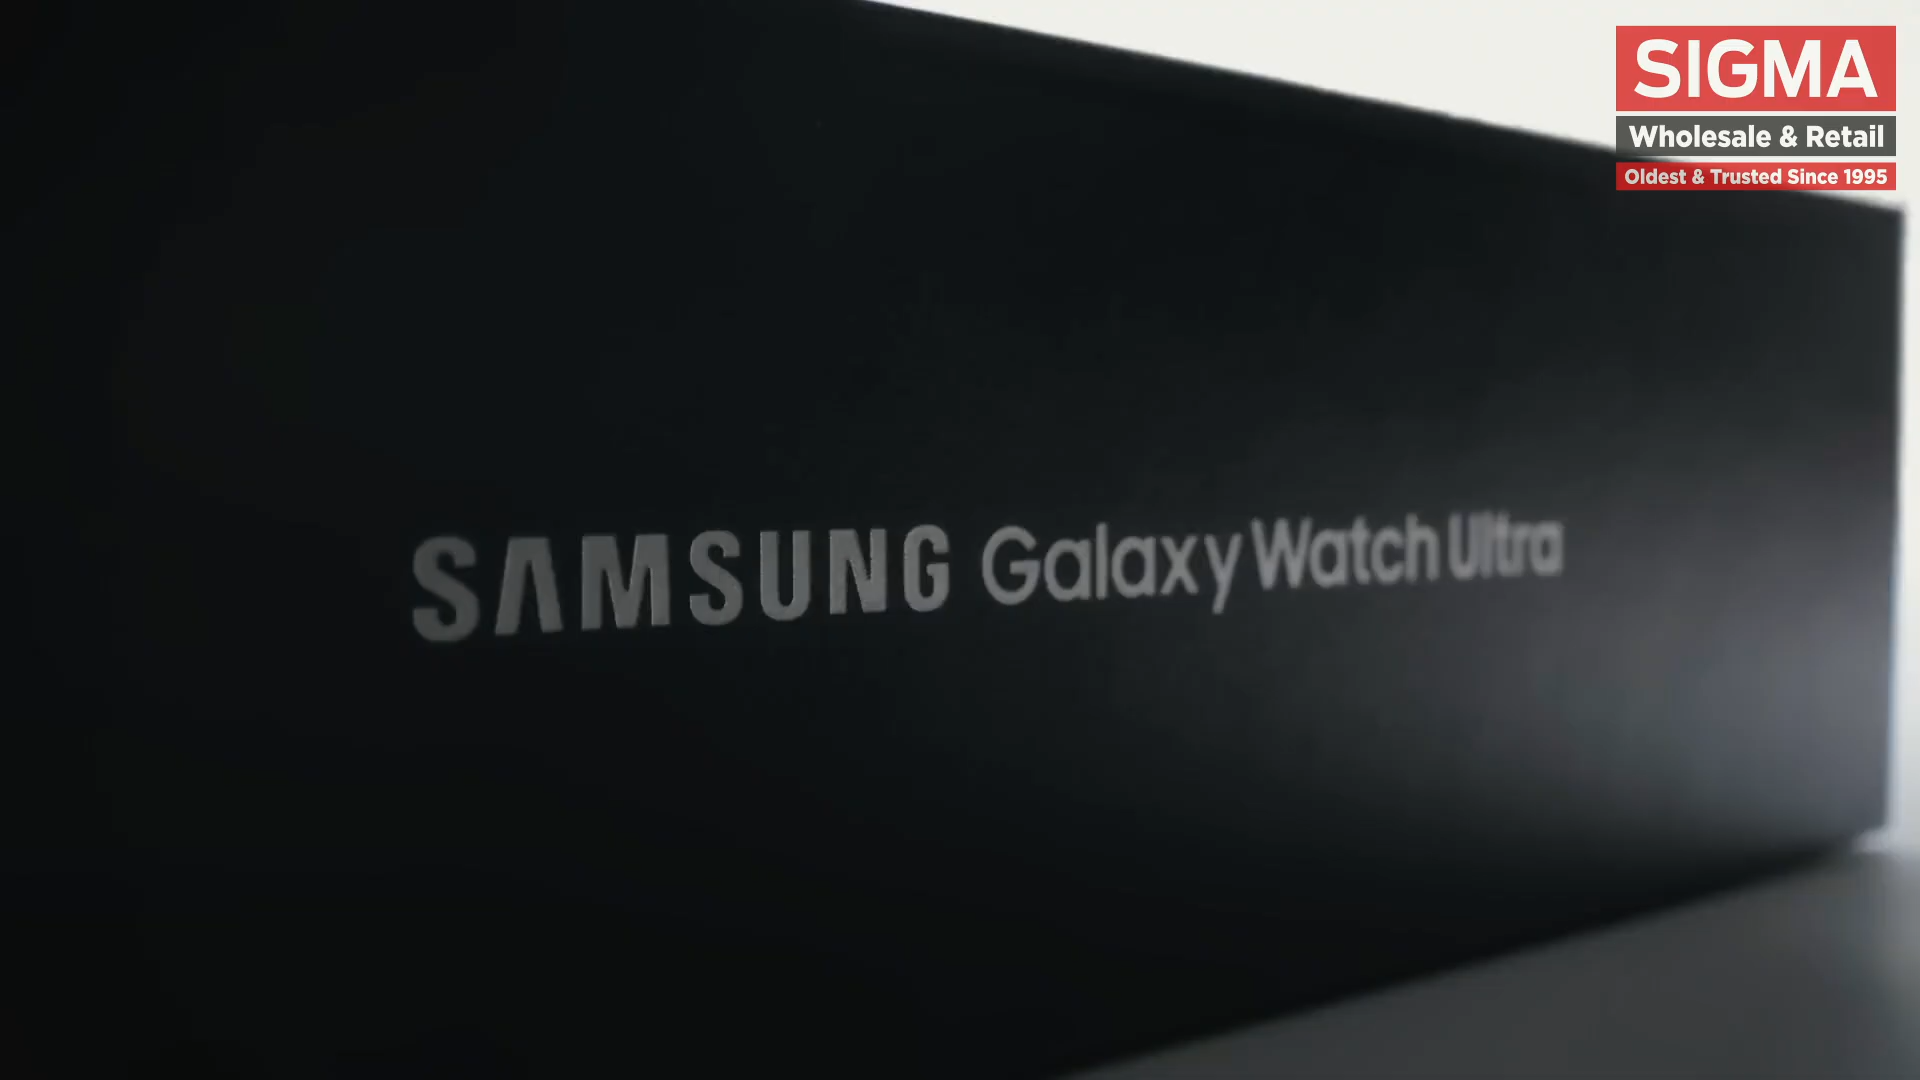 SIGMA
Wholesale & Retail
Oldest & Trusted Since 1995
SAMSUNG Galaxy Watch Ultra